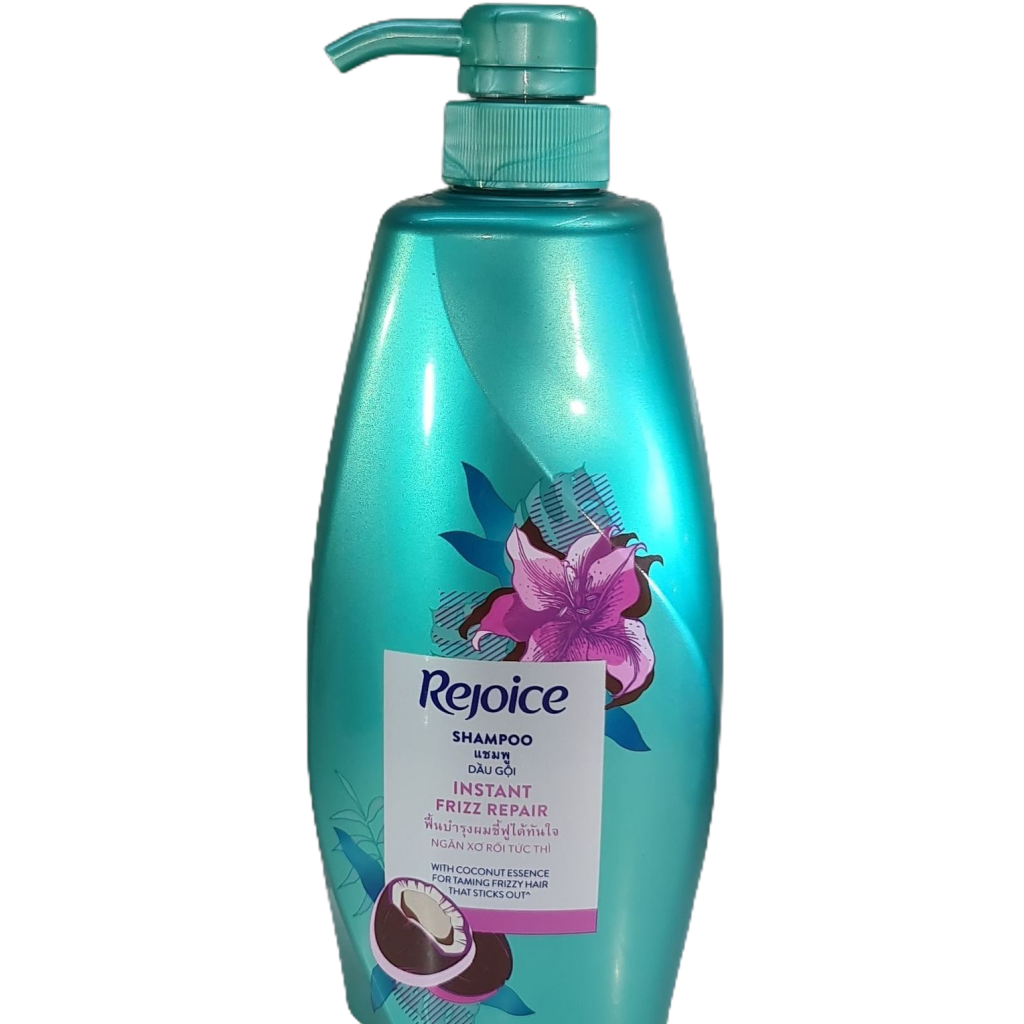 Rejoice
SHAMPOO
แชมพู
DẦU GỘI
INSTANT
FRIZZ REPAIR
ฟื้นบำรุงผมชี้ฟูได้ทันใจ
NGĂN XƠ RỐI TỨC THÌ
WITH COCONUT ESSENCE
FOR TAMING FRIZZY HAIR
THAT STICKS OUT^